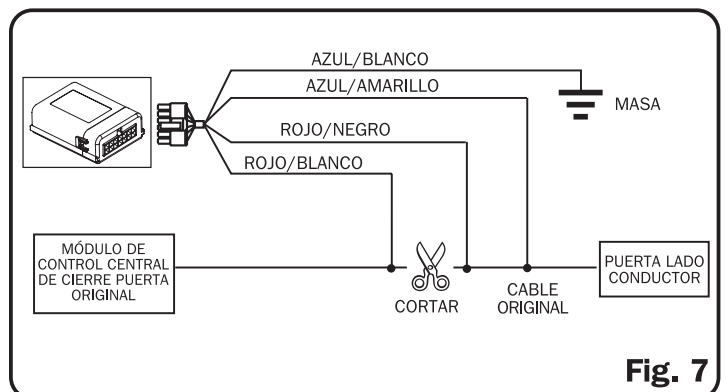 AZUL/BLANCO
AZUL/AMARILLO
MASA
ROJO/NEGRO
ROJO/BLANCO
MÓDULO DE
CONTROL CENTRAL
DE CIERRE PUERTA
ORIGINAL
CORTAR
CABLE
ORIGINAL
PUERTA LADO
CONDUCTOR
Fig. 7